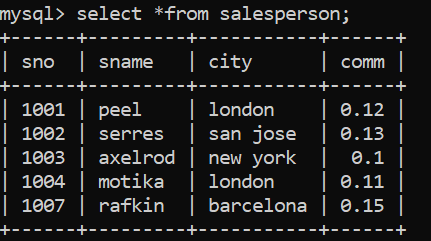 mysql> select *from salesperson;
+------+---------+-----------+------+
| sno  | sname   | city      | comm |
+------+---------+-----------+------+
| 1001 | peel    | london    | 0.12 |
| 1002 | serres  | san jose  | 0.13 |
| 1003 | axelrod | new york  |  0.1 |
| 1004 | motika  | london    | 0.11 |
| 1007 | rafkin  | barcelona | 0.15 |
+------+---------+-----------+------+